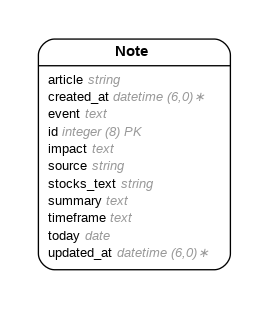 Note
article string
created_at datetime (6,0)∗
event text
id integer (8) PK
impact text
source string
stocks_text string
summary text
timeframe text
today date
updated_at datetime (6,0)∗